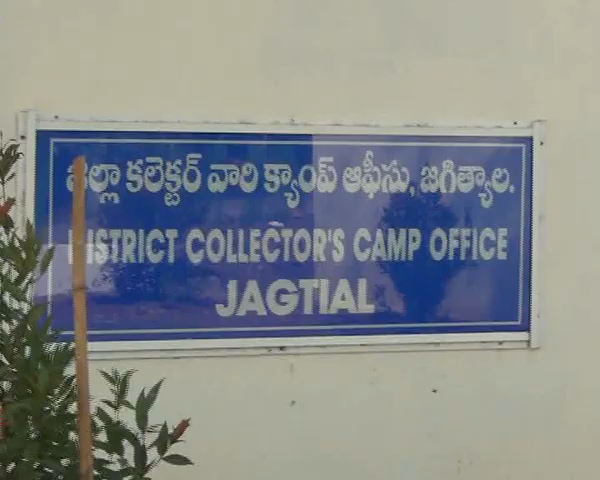 జిల్లా కలెక్టర్ వారి క్యాంప్ ఆఫీసు, జగిత్యాల.
DISTRICT COLLECTOR'S CAMP OFFICE
JAGTIAL